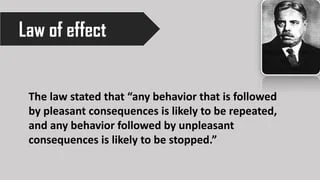 Law of effect
The law stated that “any behavior that is followed
by pleasant consequences is likely to be repeated,
and any behavior followed by unpleasant
consequences is likely to be stopped.”